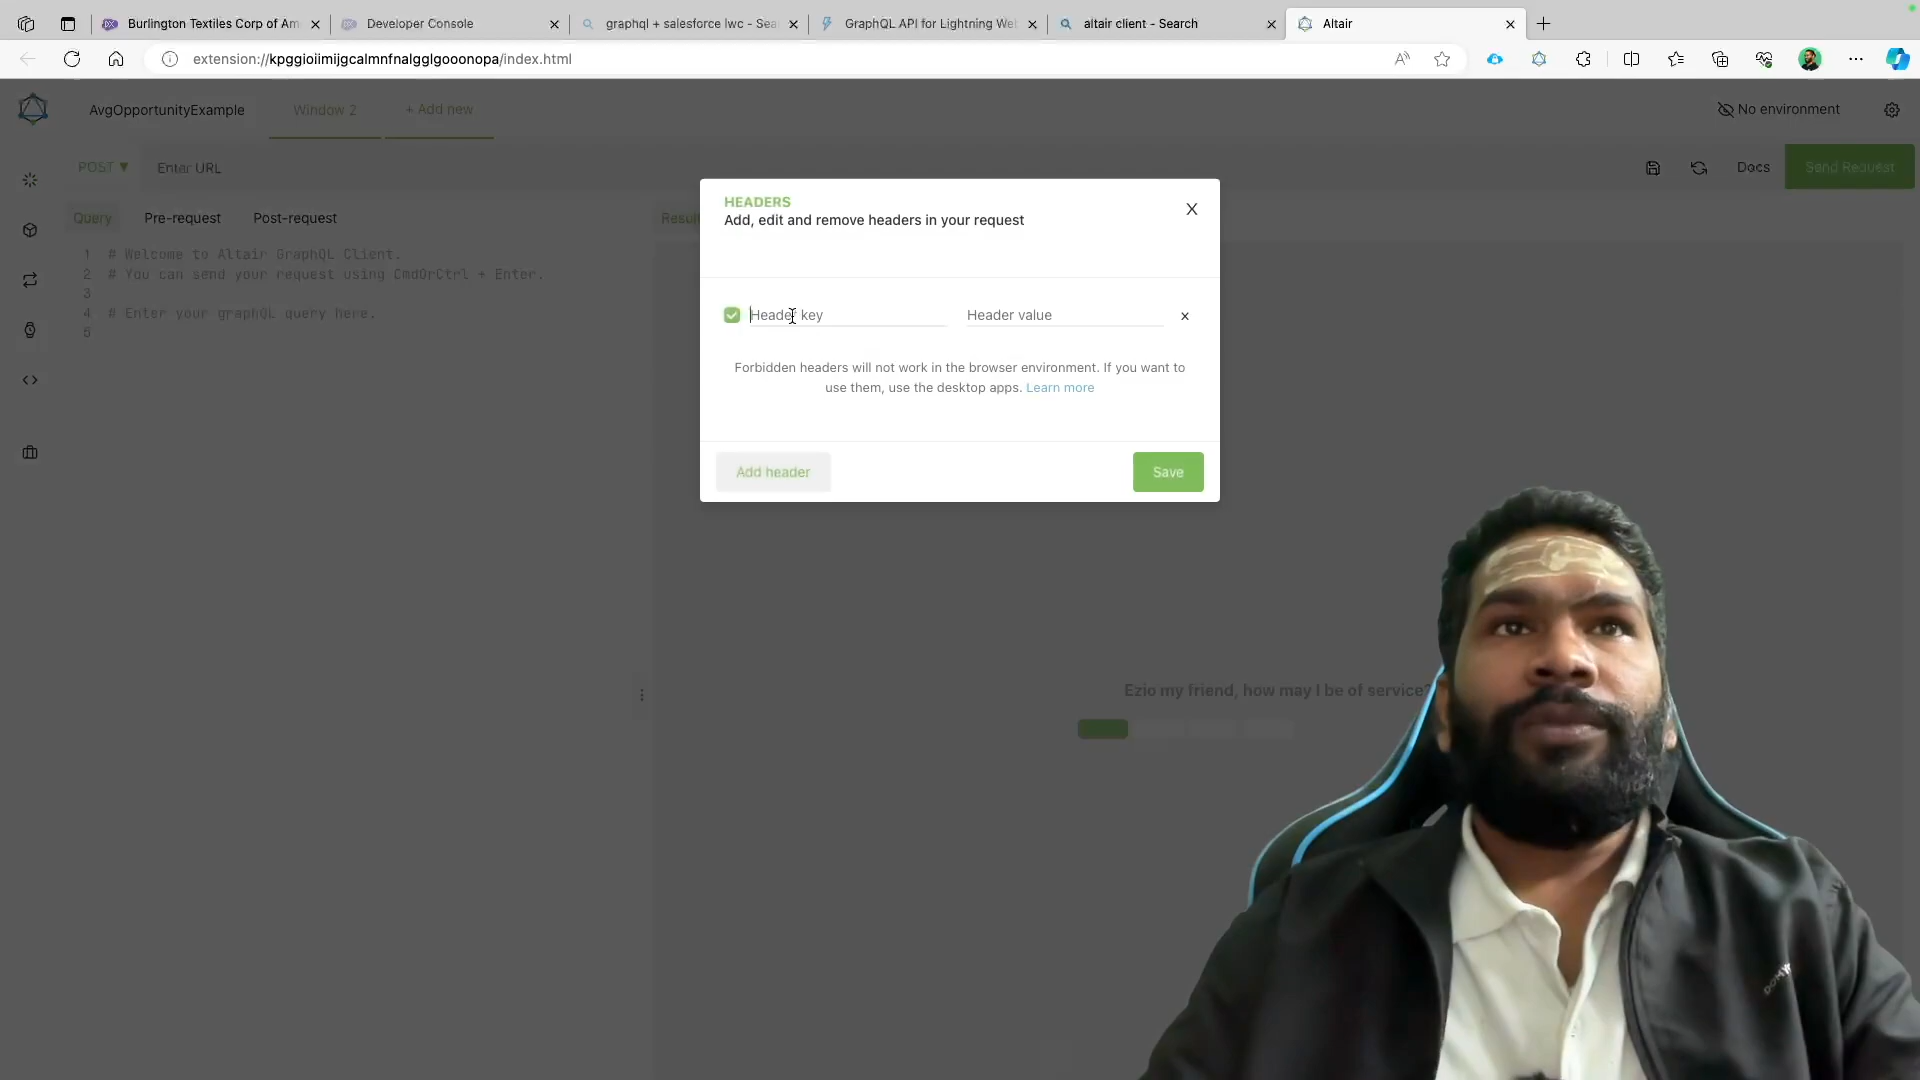 Burlington Textiles Corp of Am
Developer Console
graphql + salesforce lwc - Sea
GraphQL API for Lightning Web
altair client - Search
Altair
extension://kpggioiimijgcalmnfnalgglgooonopa/index.html
AvgOpportunityExample
Window 2
+ Add new
No environment
POST ▼
Enter URL
Docs
Send Request
Query
Pre-request
Post-request
Result
1 # Welcome to Altair GraphQL Client.
2 # You can send your request using CmdOrCtrl + Enter.
3
4 # Enter your graphQL query here.
5
HEADERS
Add, edit and remove headers in your request
X
Header key
Header value
Forbidden headers will not work in the browser environment. If you want to
use them, use the desktop apps. Learn more
Add header
Save
Ezio my friend, how may I be of service?